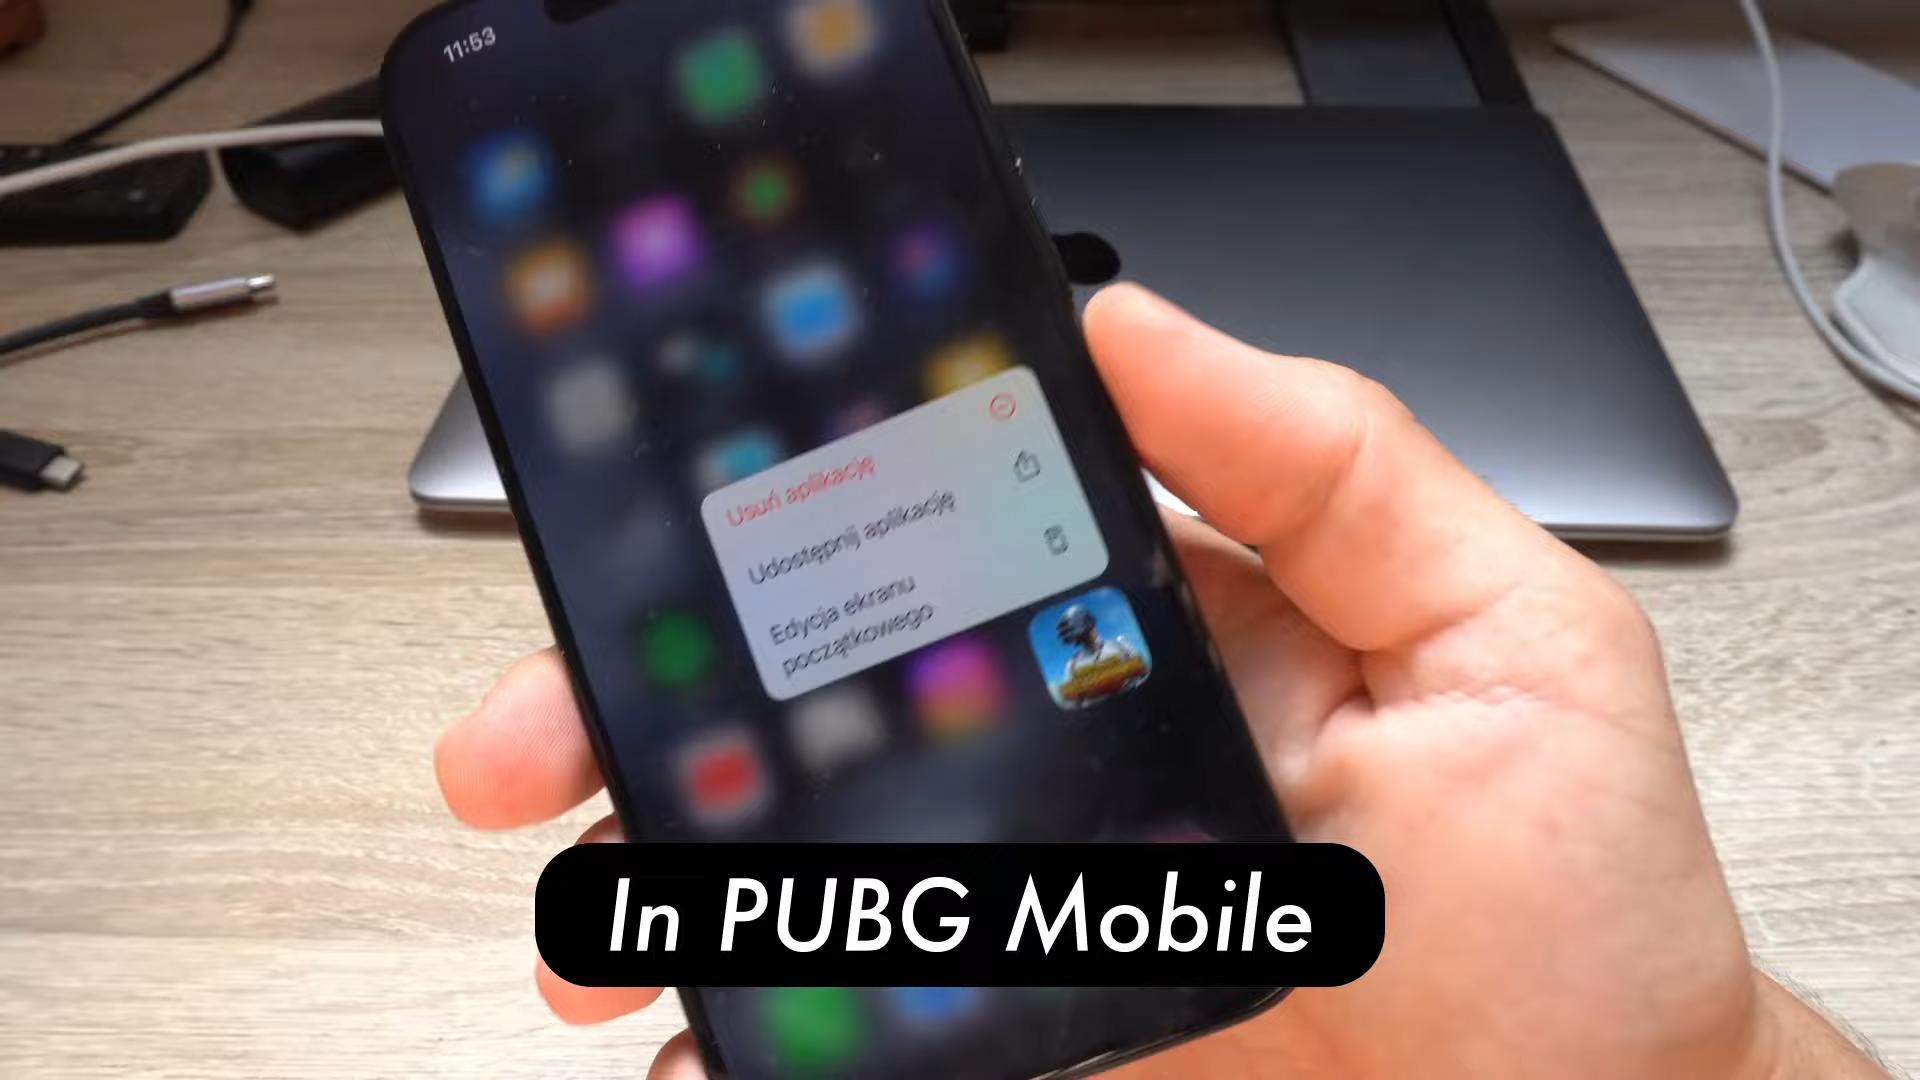 11:53
Usuń aplikację
Udostępnij aplikację
Edycja ekranu
początkowego
In PUBG Mobile